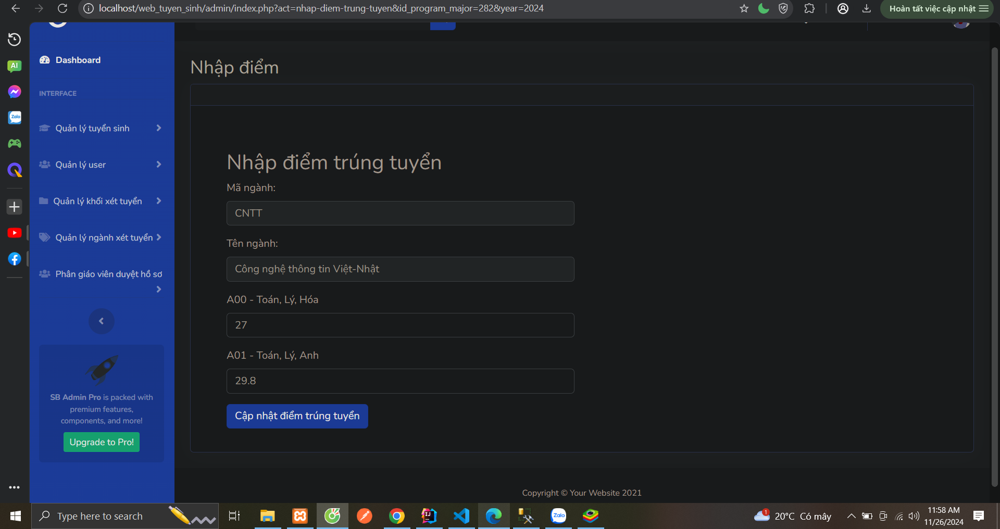 localhost/web_tuyen_sinh/admin/index.php?act=nhap-diem-trung-tuyen&id_program_major=282&year=2024
Hoàn tất việc cập nhật
AI
Zalo
Dashboard
INTERFACE
Quản lý tuyển sinh
Quản lý user
Quản lý khối xét tuyển
Quản lý ngành xét tuyển
Phân giáo viên duyệt hồ sơ
SB Admin Pro is packed with
premium features,
components, and more!
Upgrade to Pro!
Nhập điểm
Nhập điểm trúng tuyển
Mã ngành:
CNTT
Tên ngành:
Công nghệ thông tin Việt-Nhật
A00 - Toán, Lý, Hóa
27
A01 - Toán, Lý, Anh
29.8
Cập nhật điểm trúng tuyển
Copyright © Your Website 2021
Type here to search
Zalo
1
20°C Có mây
11:58 AM
11/26/2024